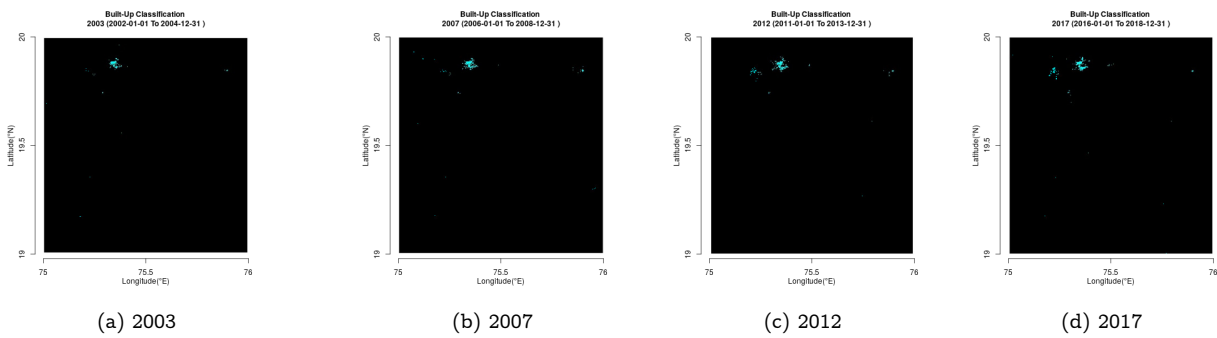 Built-Up Classification
2003 (2002-01-01 To 2004-12-31 )
20
19.5
19
Latitude(°N)
75
75.5
76
Longitude(°E)
(a) 2003
Built-Up Classification
2007 (2006-01-01 To 2008-12-31 )
20
19.5
19
Latitude(°N)
75
75.5
76
Longitude(°E)
(b) 2007
Built-Up Classification
2012 (2011-01-01 To 2013-12-31 )
20
19.5
19
Latitude(°N)
75
75.5
76
Longitude(°E)
(c) 2012
Built-Up Classification
2017 (2016-01-01 To 2018-12-31 )
20
19.5
19
Latitude(°N)
75
75.5
76
Longitude(°E)
(d) 2017